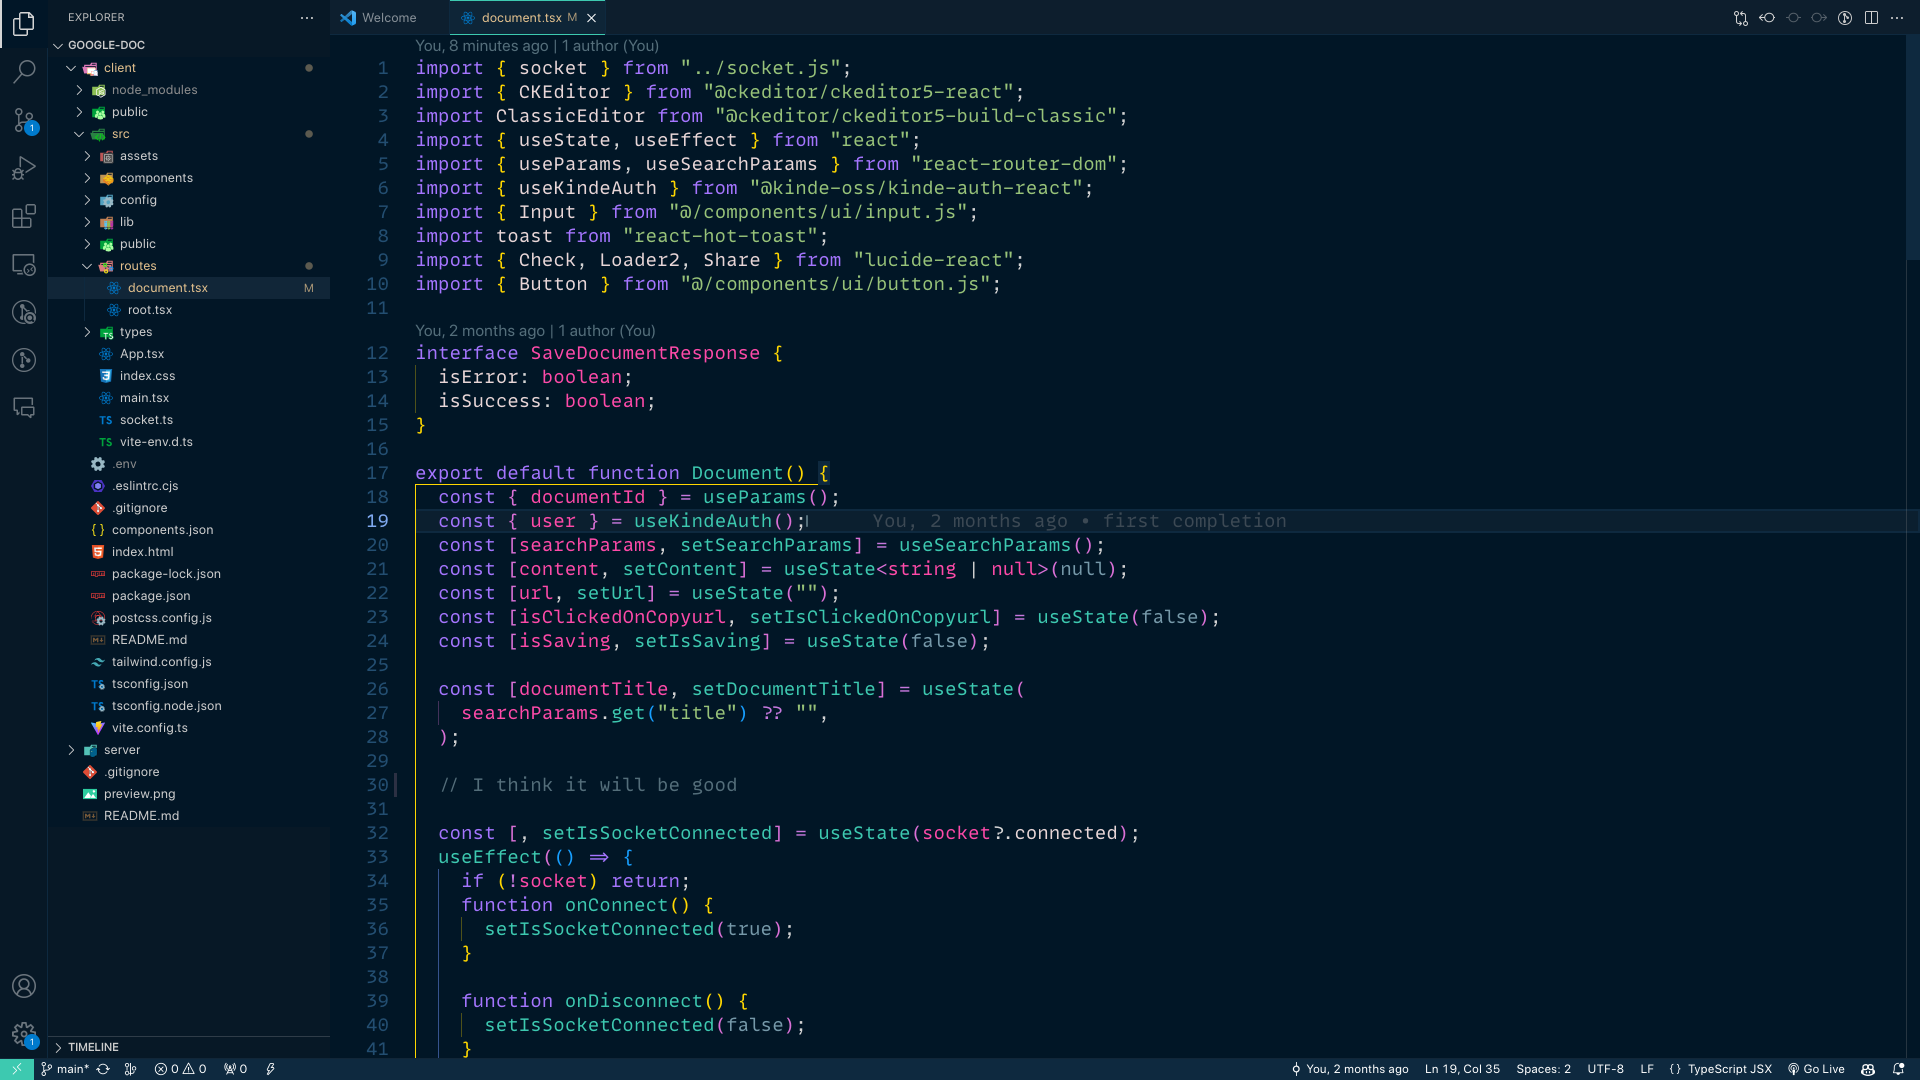 EXPLORER
GOOGLE-DOC
client
node_modules
public
src
assets
components
config
lib
public
routes
document.tsx M
root.tsx
types
App.tsx
index.css
main.tsx
TS socket.ts
TS vite-env.d.ts
.env
.eslintrc.cjs
.gitignore
{} components.json
index.html
package-lock.json
package.json
postcss.config.js
README.md
tailwind.config.js
tsconfig.json
tsconfig.node.json
vite.config.ts
server
.gitignore
preview.png
README.md
TIMELINE
Welcome
document.tsx M
You, 8 minutes ago | 1 author (You)
1 import { socket } from "../socket.js";
2 import { CKEditor } from "@ckeditor/ckeditor5-react";
3 import ClassicEditor from "@ckeditor/ckeditor5-build-classic";
4 import { useState, useEffect } from "react";
5 import { useParams, useSearchParams } from "react-router-dom";
6 import { useKindeAuth } from "@kinde-oss/kinde-auth-react";
7 import { Input } from "@/components/ui/input.js";
8 import toast from "react-hot-toast";
9 import { Check, Loader2, Share } from "lucide-react";
10 import { Button } from "@/components/ui/button.js";
11
You, 2 months ago | 1 author (You)
12 interface SaveDocumentResponse {
13 isError: boolean;
14 isSuccess: boolean;
15 }
16
17 export default function Document() {
18 const { documentId } = useParams();
19 const { user } = useKindeAuth(); You, 2 months ago • first completion
20 const [searchParams, setSearchParams] = useSearchParams();
21 const [content, setContent] = useState<string | null>(null);
22 const [url, setUrl] = useState("");
23 const [isClickedOnCopyurl, setIsClickedOnCopyurl] = useState(false);
24 const [isSaving, setIsSaving] = useState(false);
25
26 const [documentTitle, setDocumentTitle] = useState(
27 searchParams.get("title") ?? "",
28 );
29
30 // I think it will be good
31
32 const [, setIsSocketConnected] = useState(socket?.connected);
33 useEffect(() => {
34 if (!socket) return;
35 function onConnect() {
36 setIsSocketConnected(true);
37 }
38
39 function onDisconnect() {
40 setIsSocketConnected(false);
41 }
main* 0 0 0
You, 2 months ago Ln 19, Col 35 Spaces: 2 UTF-8 LF {} TypeScript JSX Go Live